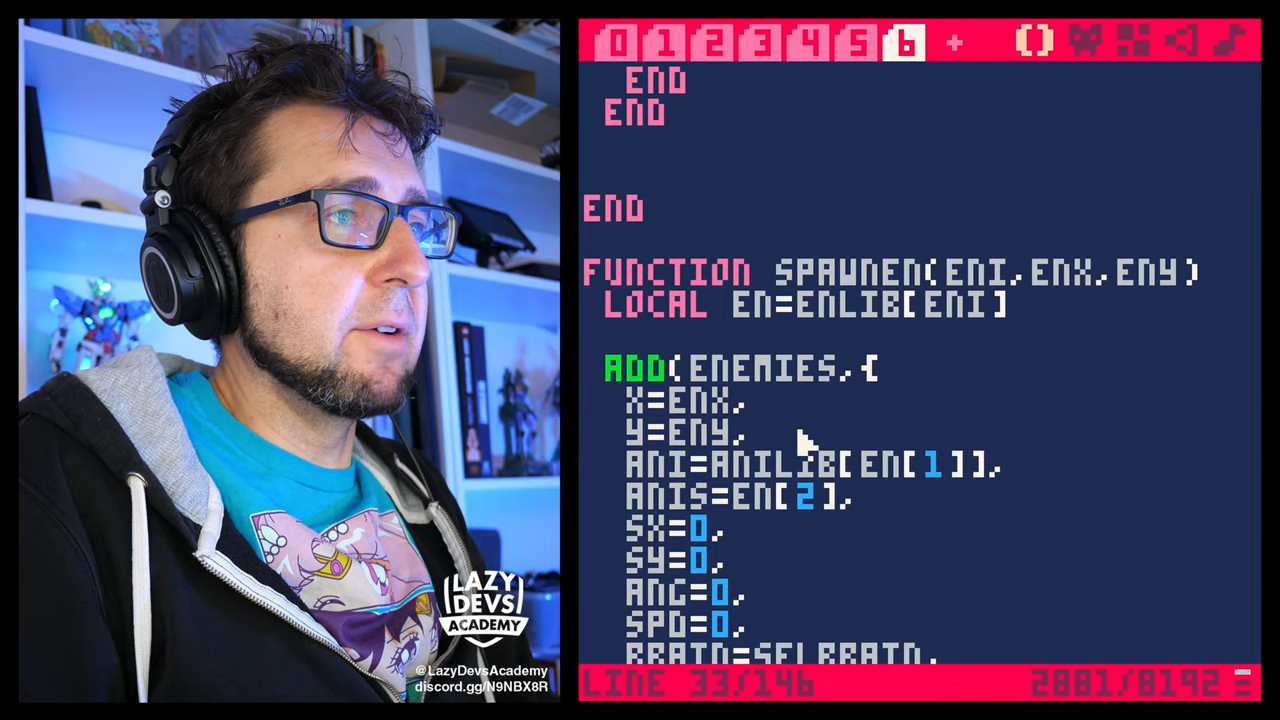 0 1 2 3 4 5 6 +
END
END
END
FUNCTION SPAWNEN(ENI,ENX,ENY)
LOCAL EN=ENLIB[ENI]
ADD(ENEMIES,{
X=ENX,
Y=ENY,
ANI=ANILIB[EN[1]],
ANIS=EN[2],
SX=0,
SY=0,
ANG=0,
SPD=0,
BRAIN=SELBRAIN,
LINE 33/146
2881/8192
LAZY
DEVS
ACADEMY
@LazyDevsAcademy
discord.gg/N9NBX8R